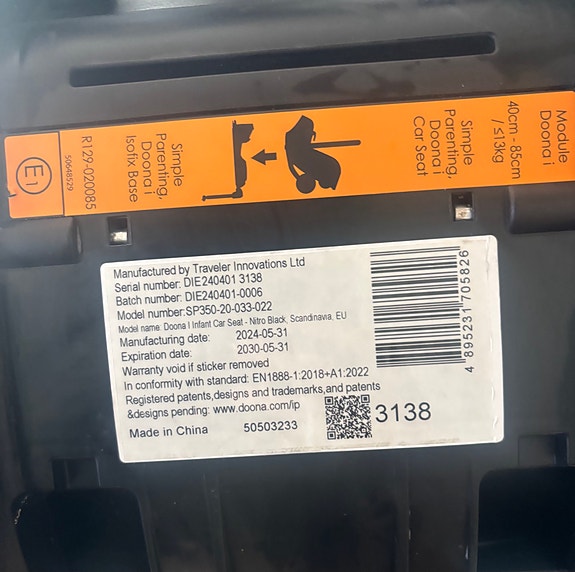 Module
Doona i
40cm - 85cm
/ ≤13kg
Simple
Parenting,
Doona i
Car Seat
Simple
Parenting,
Doona i
Isofix Base
R129-020085
50648529
E1
Manufactured by Traveler Innovations Ltd
Serial number: DIE240401 3138
Batch number: DIE240401-0006
Model number:SP350-20-033-022
Model name: Doona I Infant Car Seat - Nitro Black, Scandinavia, EU
Manufacturing date: 2024-05-31
Expiration date: 2030-05-31
Warranty void if sticker removed
In conformity with standard: EN1888-1:2018+A1:2022
Registered patents,designs and trademarks,and patents
&designs pending: www.doona.com/ip
Made in China 50503233
3138
4 895231 705826